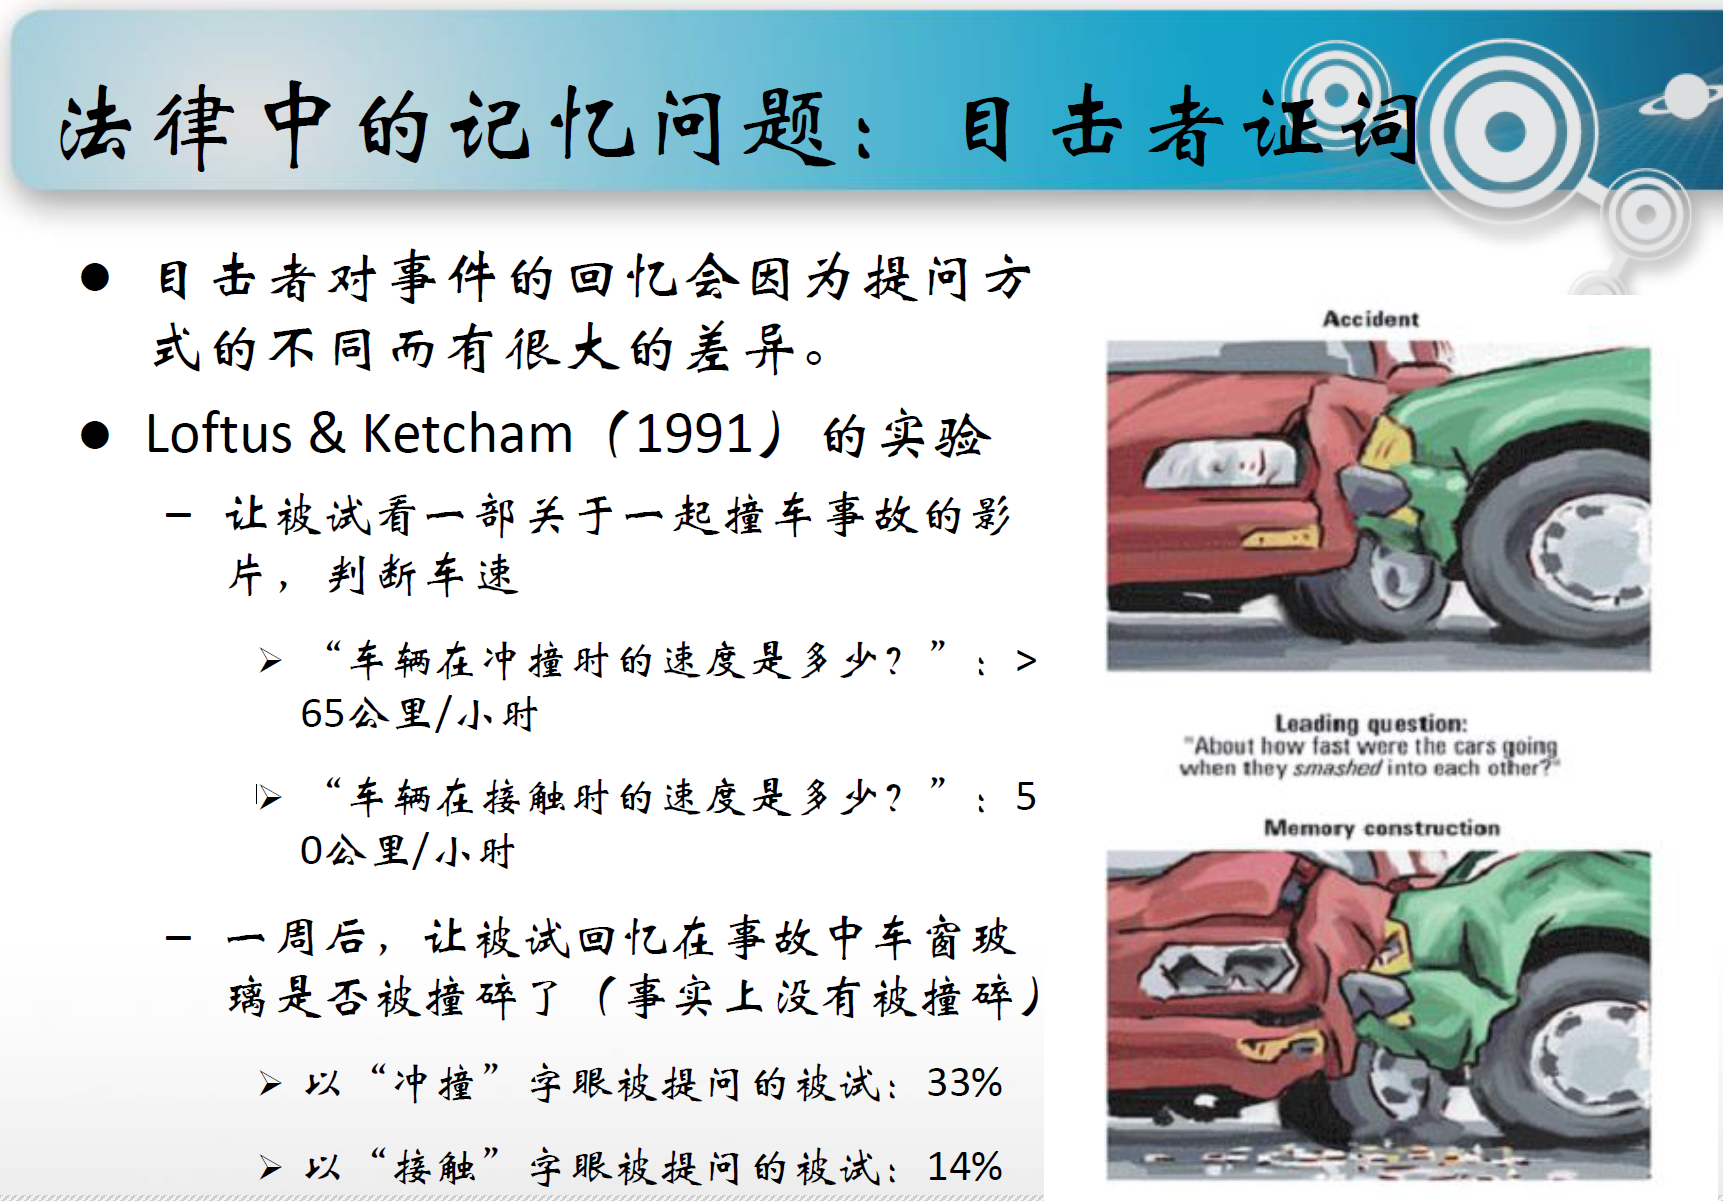 法律中的记忆问题：目击者证词
● 目击者对事件的回忆会因为提问方
式的不同而有很大的差异。
● Loftus & Ketcham（1991）的实验
– 让被试看一部关于一起撞车事故的影
片，判断车速
➢ “车辆在冲撞时的速度是多少？”：>
65公里/小时
➢ “车辆在接触时的速度是多少？”：5
0公里/小时
– 一周后，让被试回忆在事故中车窗玻
璃是否被撞碎了（事实上没有被撞碎）
➢ 以“冲撞”字眼被提问的被试：33%
➢ 以“接触”字眼被提问的被试：14%
Accident
Leading question:
"About how fast were the cars going
when they smashed into each other?"
Memory construction